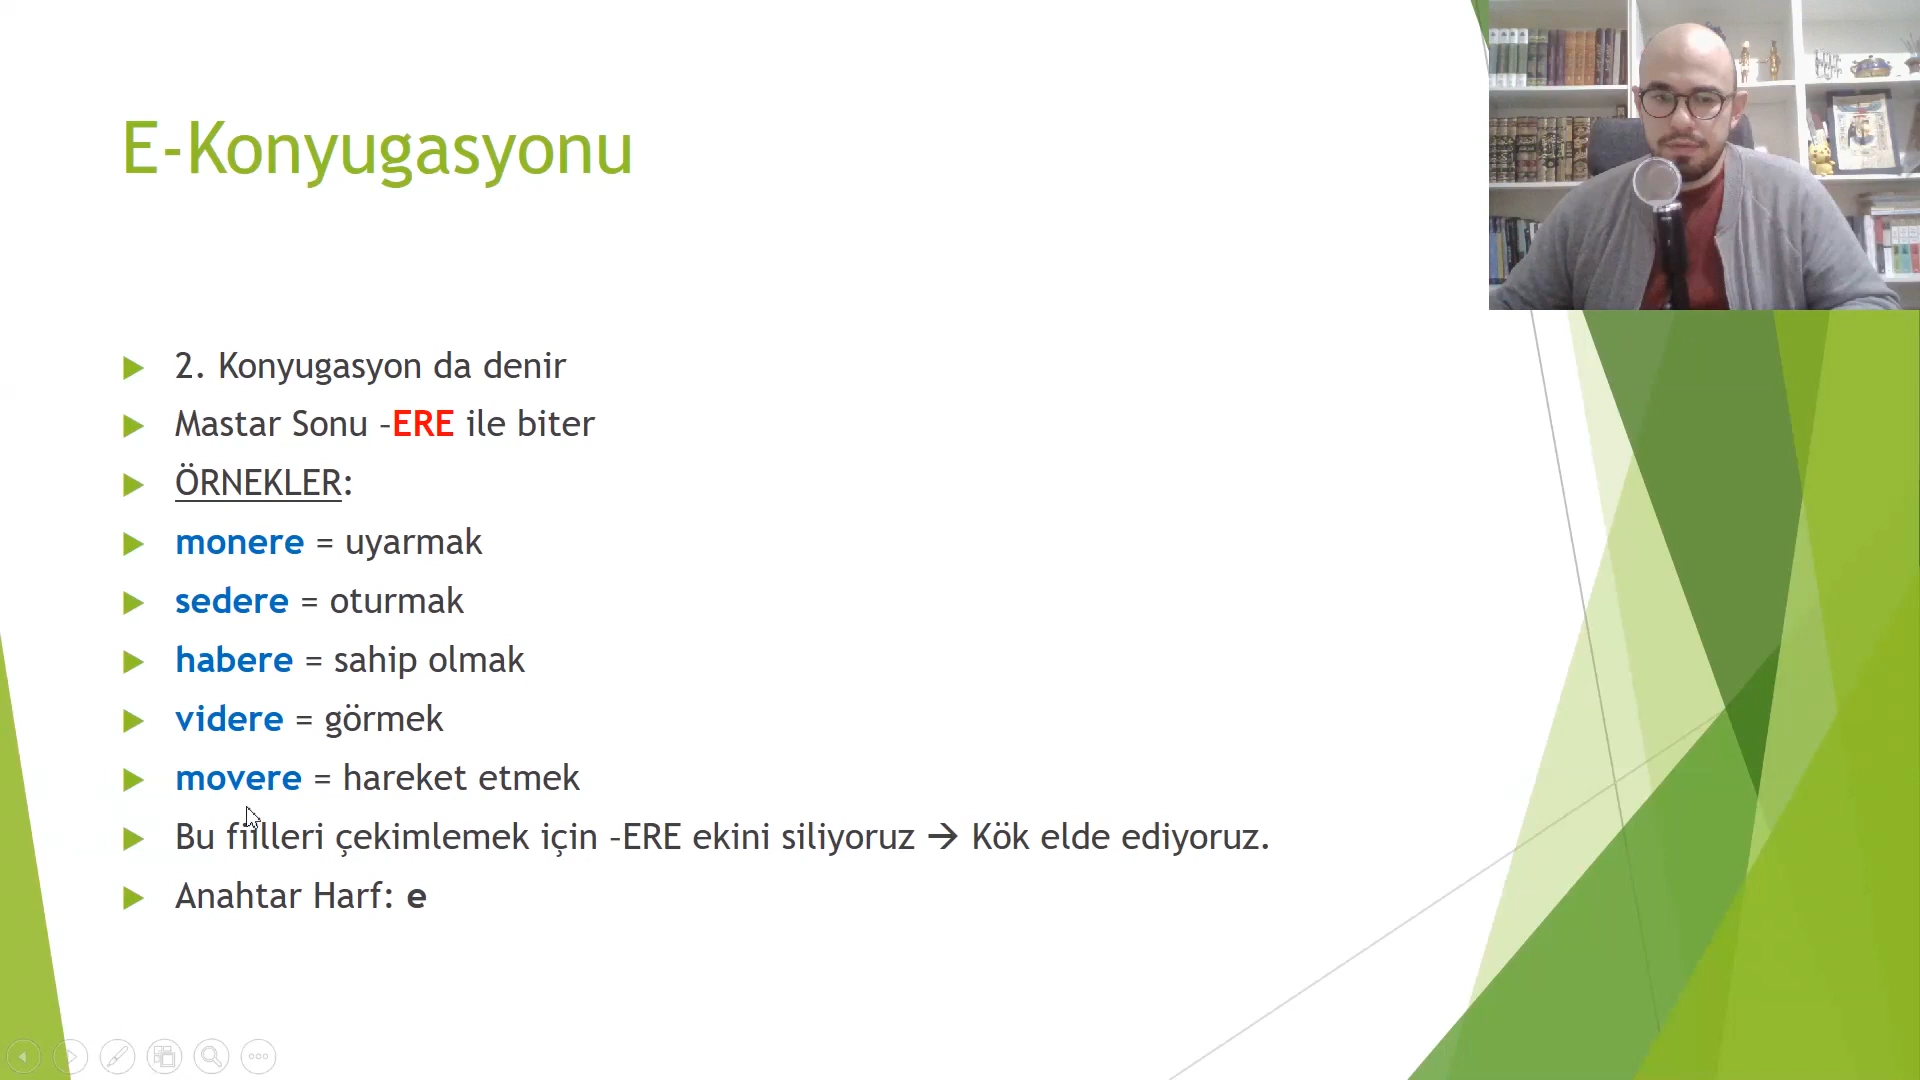 E-Konyugasyonu
2. Konyugasyon da denir
Mastar Sonu –ERE ile biter
ÖRNEKLER:
monere = uyarmak
sedere = oturmak
habere = sahip olmak
videre = görmek
movere = hareket etmek
Bu fiilleri çekimlemek için –ERE ekini siliyoruz → Kök elde ediyoruz.
Anahtar Harf: e